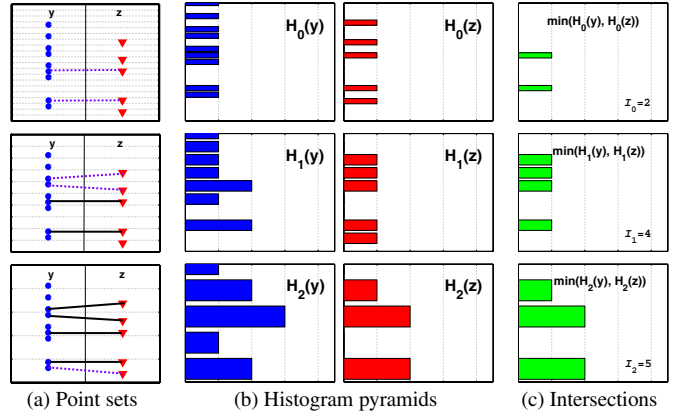 y z
H0(y)
H0(z)
min(H0(y), H0(z))
I0=2
y z
H1(y)
H1(z)
min(H1(y), H1(z))
I1=4
y z
H2(y)
H2(z)
min(H2(y), H2(z))
I2=5
(a) Point sets
(b) Histogram pyramids
(c) Intersections